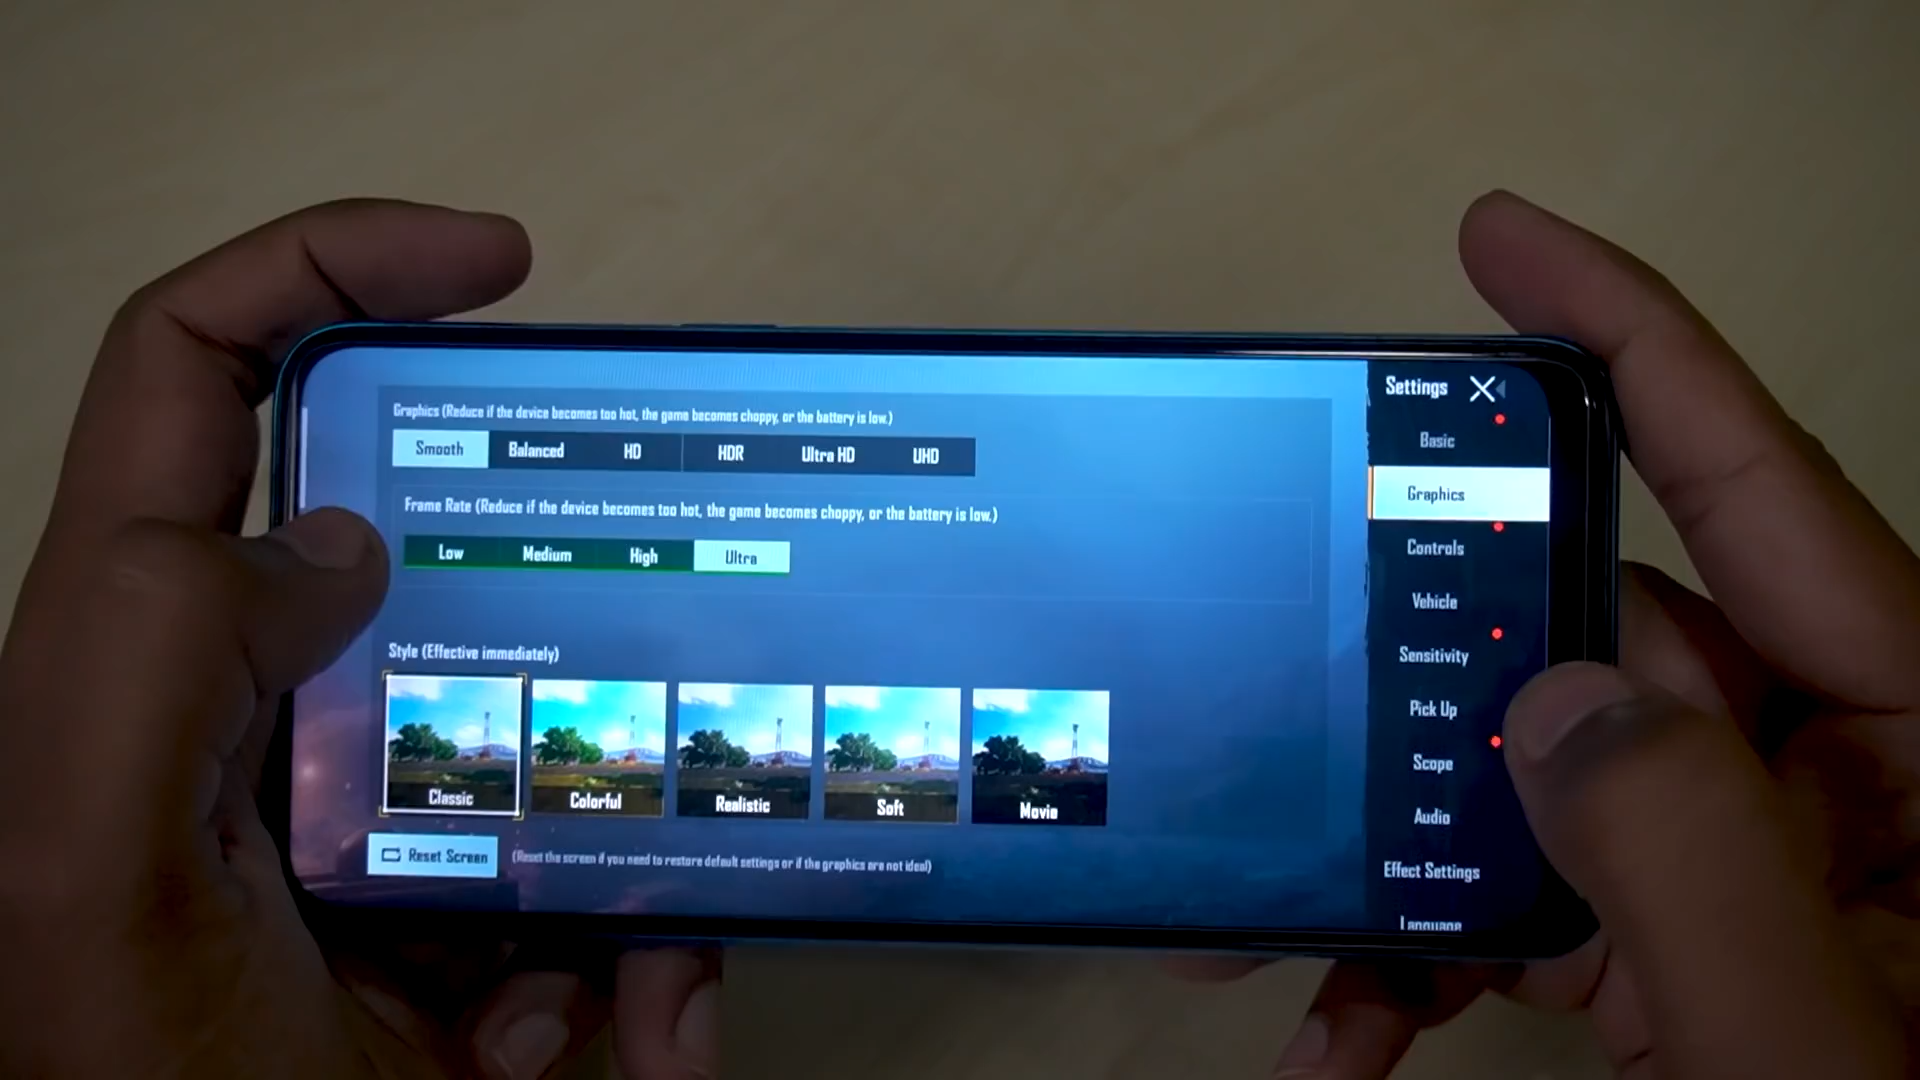 Graphics (Reduce if the device becomes too hot, the game becomes choppy, or the battery is low.)
Smooth Balanced HD HDR Ultra HD UHD
Frame Rate (Reduce if the device becomes too hot, the game becomes choppy, or the battery is low.)
Low Medium High Ultra
Style (Effective immediately)
Classic Colorful Realistic Soft Movie
Reset Screen (Reset the screen if you need to restore default settings or if the graphics are not ideal)
Settings
Basic
Graphics
Controls
Vehicle
Sensitivity
Pick Up
Scope
Audio
Effect Settings
Language